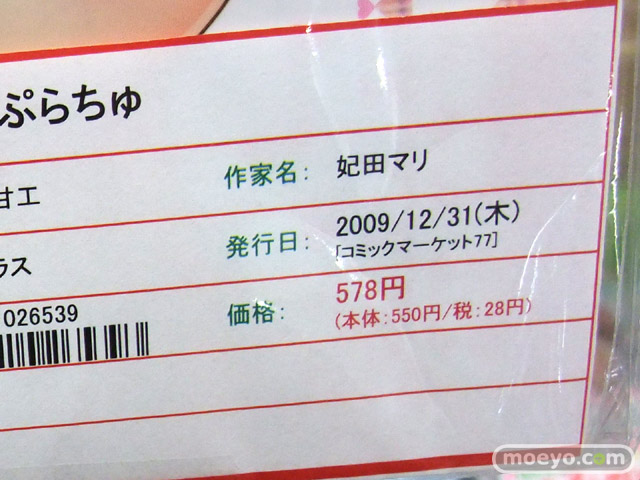 ぷらちゅ
甘工
作家名: 妃田マリ
ラス
発行日: 2009/12/31(木)
[コミックマーケット77]
026539
価格: 578円
(本体:550円/税:28円)
moeyo.com